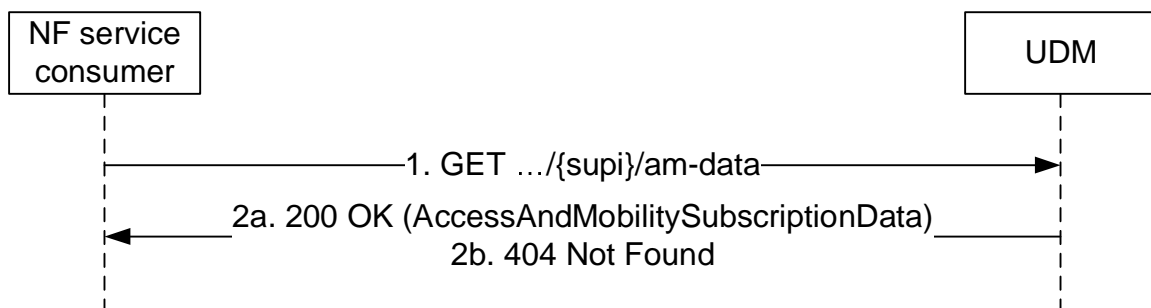 NF service
consumer
UDM
1. GET …/{supi}/am-data
2a. 200 OK (AccessAndMobilitySubscriptionData)
2b. 404 Not Found